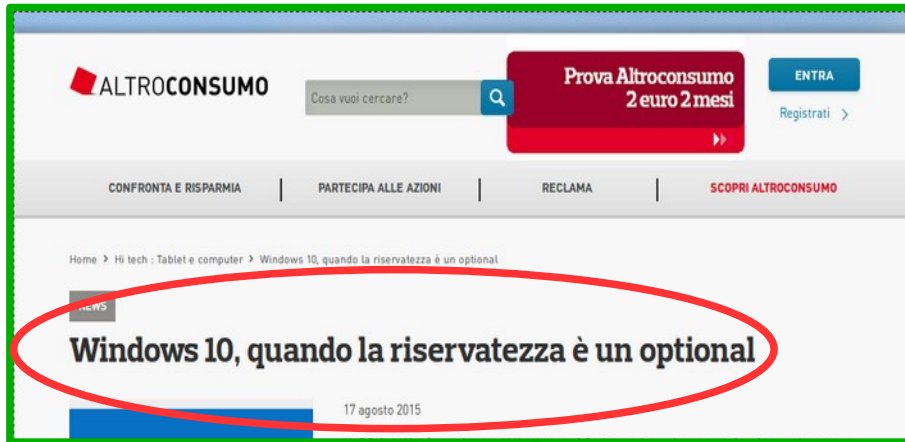 ALTROCONSUMO
Cosa vuoi cercare?
Prova Altroconsumo
2 euro 2 mesi
ENTRA
Registrati >
CONFRONTA E RISPARMIA
PARTECIPA ALLE AZIONI
RECLAMA
SCOPRI ALTROCONSUMO
Home > Hi tech : Tablet e computer > Windows 10, quando la riservatezza è un optional
NEWS
Windows 10, quando la riservatezza è un optional
17 agosto 2015